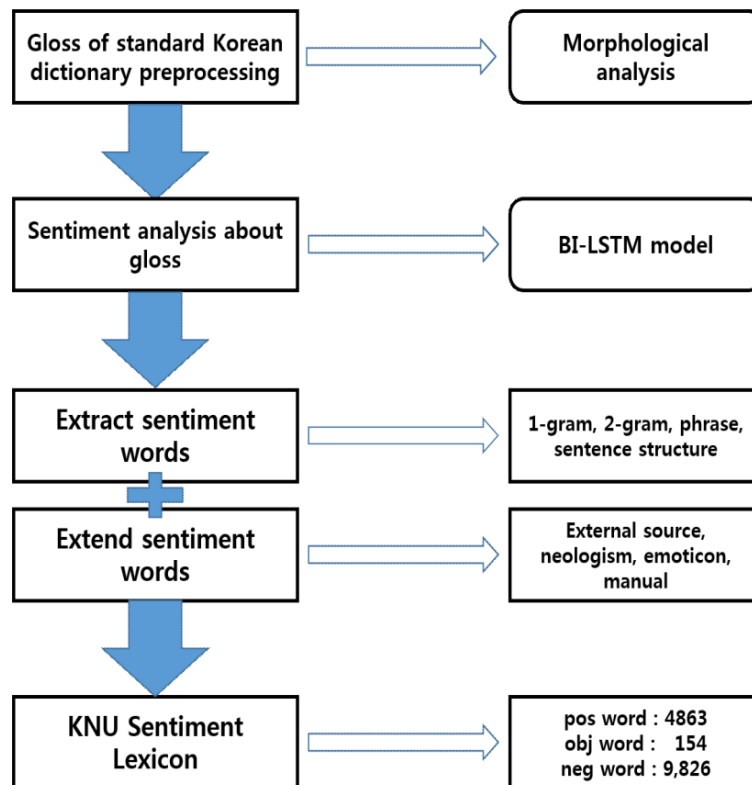 Gloss of standard Korean
dictionary preprocessing
Morphological
analysis
Sentiment analysis about
gloss
BI-LSTM model
Extract sentiment
words
1-gram, 2-gram, phrase,
sentence structure
Extend sentiment
words
External source,
neologism, emoticon,
manual
KNU Sentiment
Lexicon
pos word : 4863
obj word : 154
neg word : 9,826